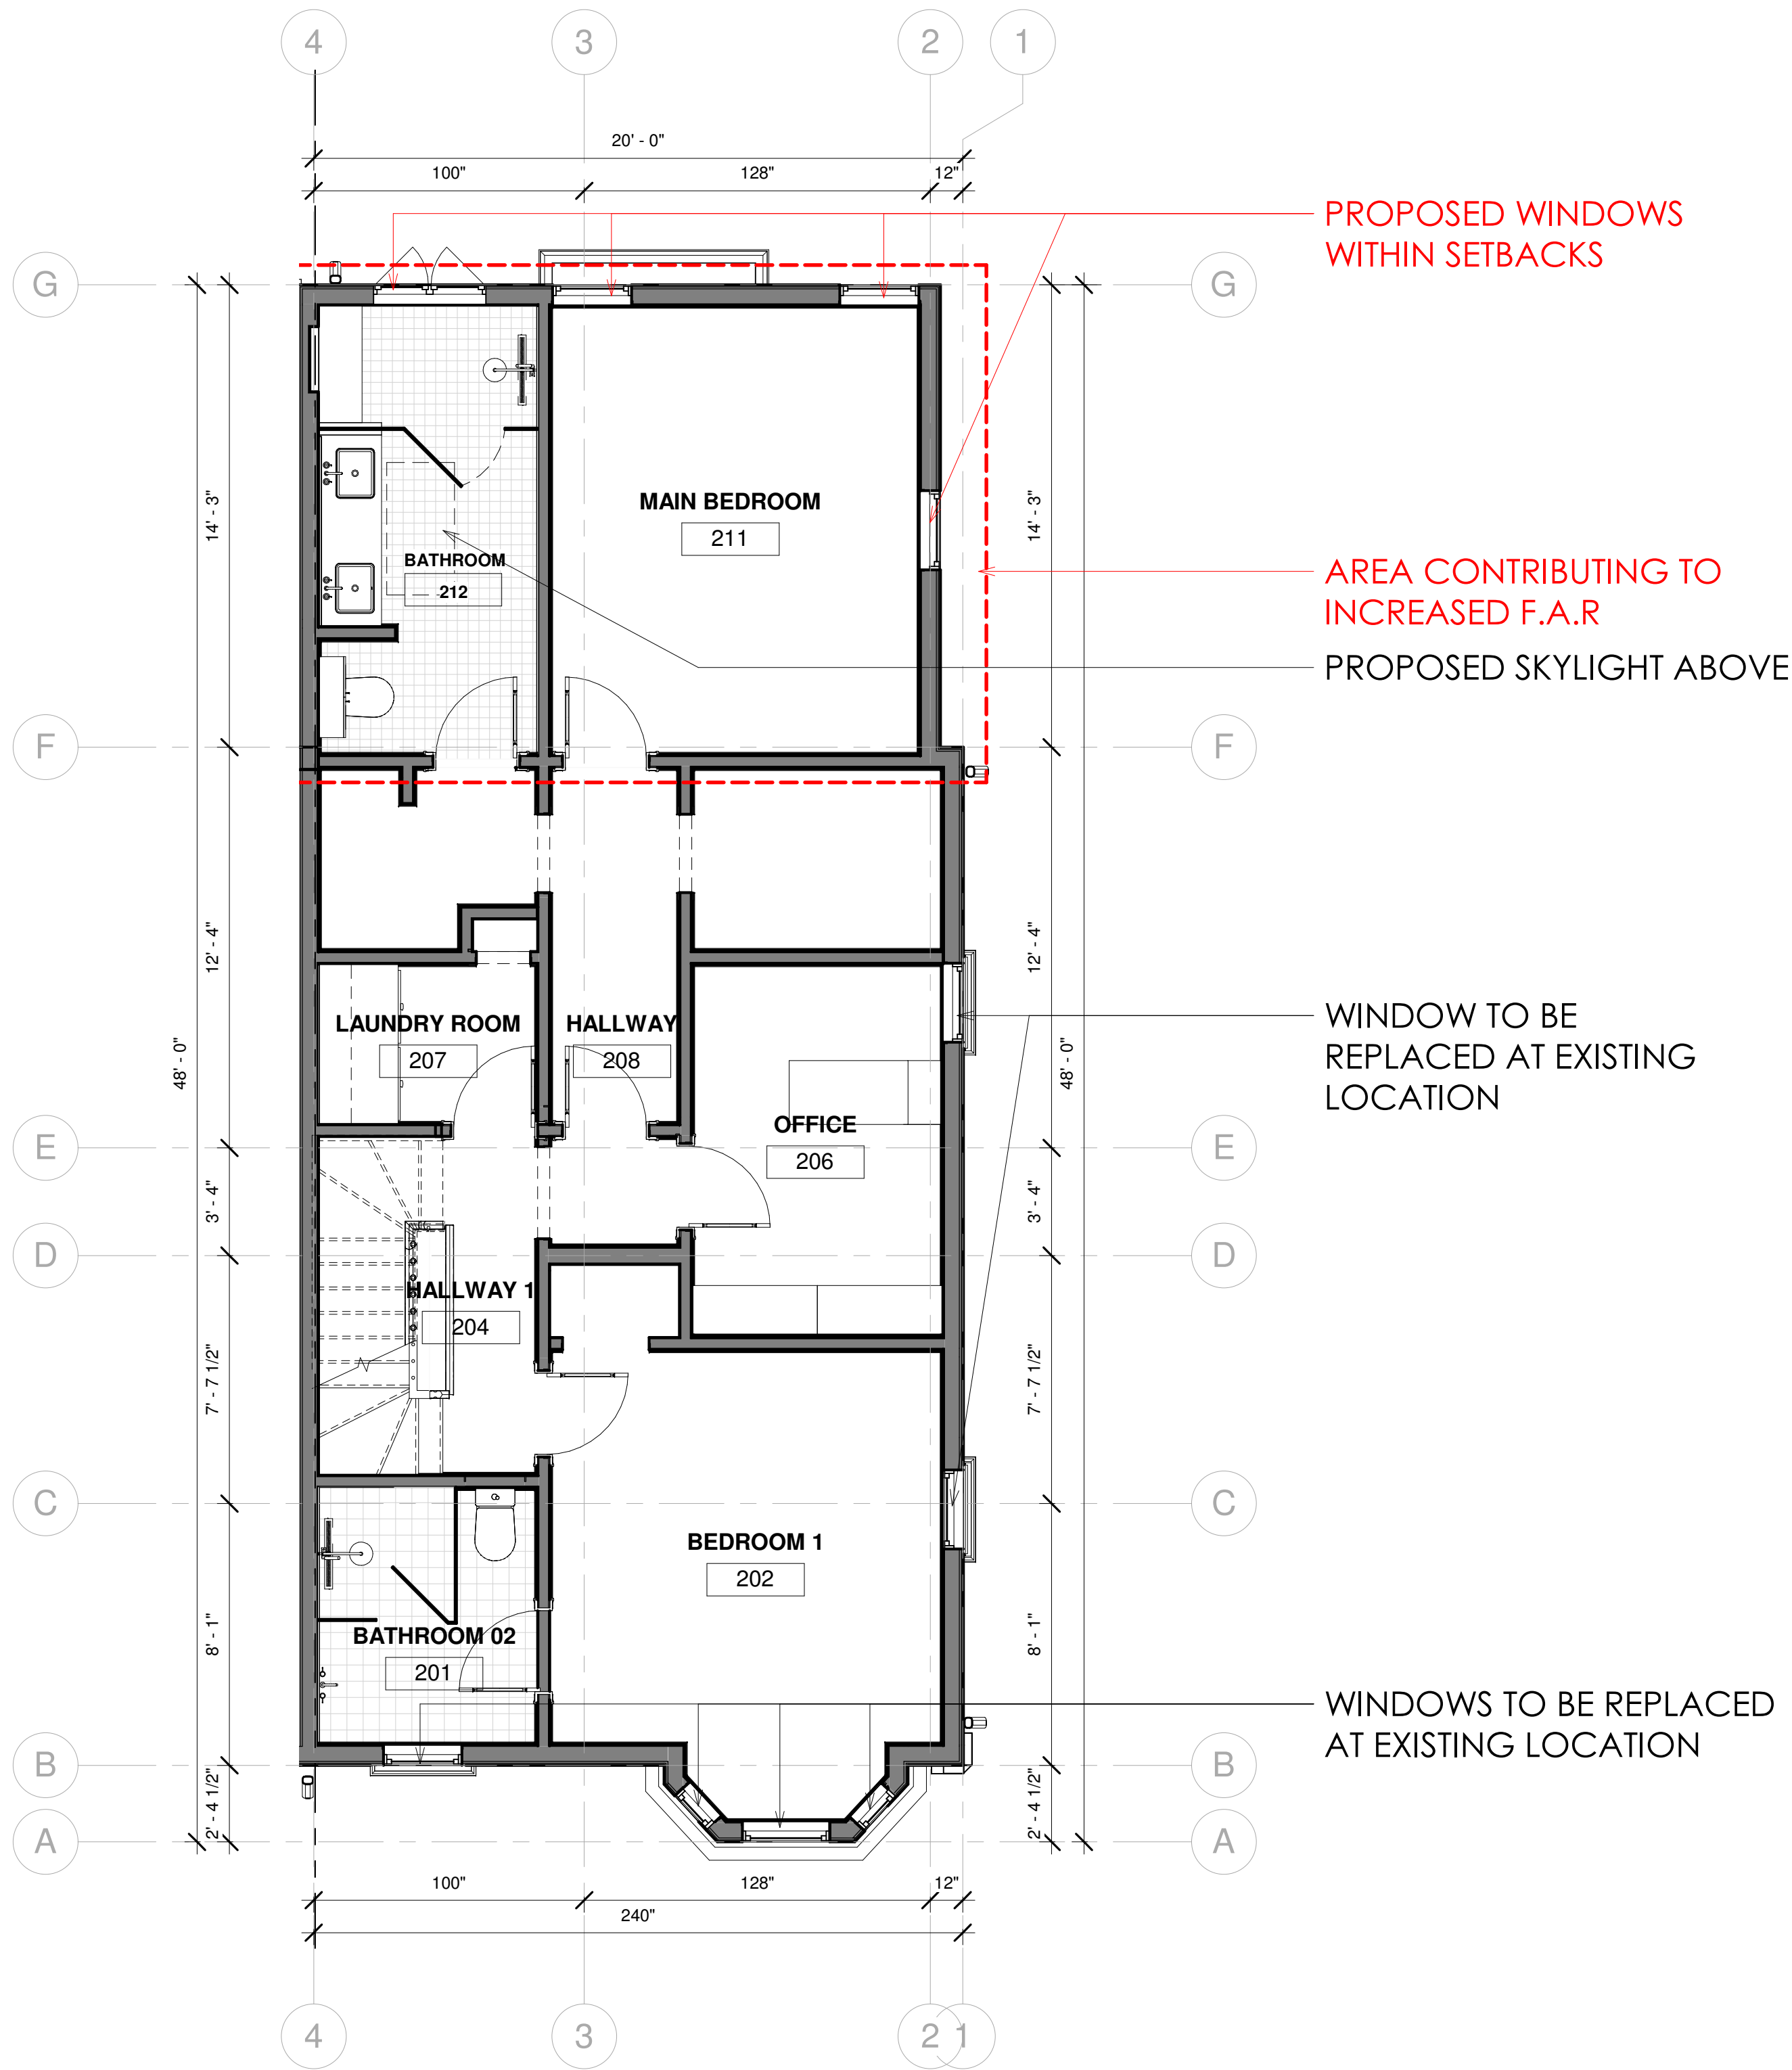 4 3 2 1
20' - 0"
100" 128" 12"
PROPOSED WINDOWS
WITHIN SETBACKS
G G
14' - 3" 14' - 3"
MAIN BEDROOM
211
BATHROOM
212
AREA CONTRIBUTING TO
INCREASED F.A.R
PROPOSED SKYLIGHT ABOVE
F F
12' - 4" 12' - 4"
LAUNDRY ROOM
207
HALLWAY
208
WINDOW TO BE
REPLACED AT EXISTING
LOCATION
48' - 0" 48' - 0"
OFFICE
206
E E
3' - 4" 3' - 4"
D D
HALLWAY 1
204
7' - 7 1/2" 7' - 7 1/2"
C C
BEDROOM 1
202
8' - 1" 8' - 1"
BATHROOM 02
201
WINDOWS TO BE REPLACED
AT EXISTING LOCATION
B B
2' - 4 1/2" 2' - 4 1/2"
A A
100" 128" 12"
240"
4 3 2 1